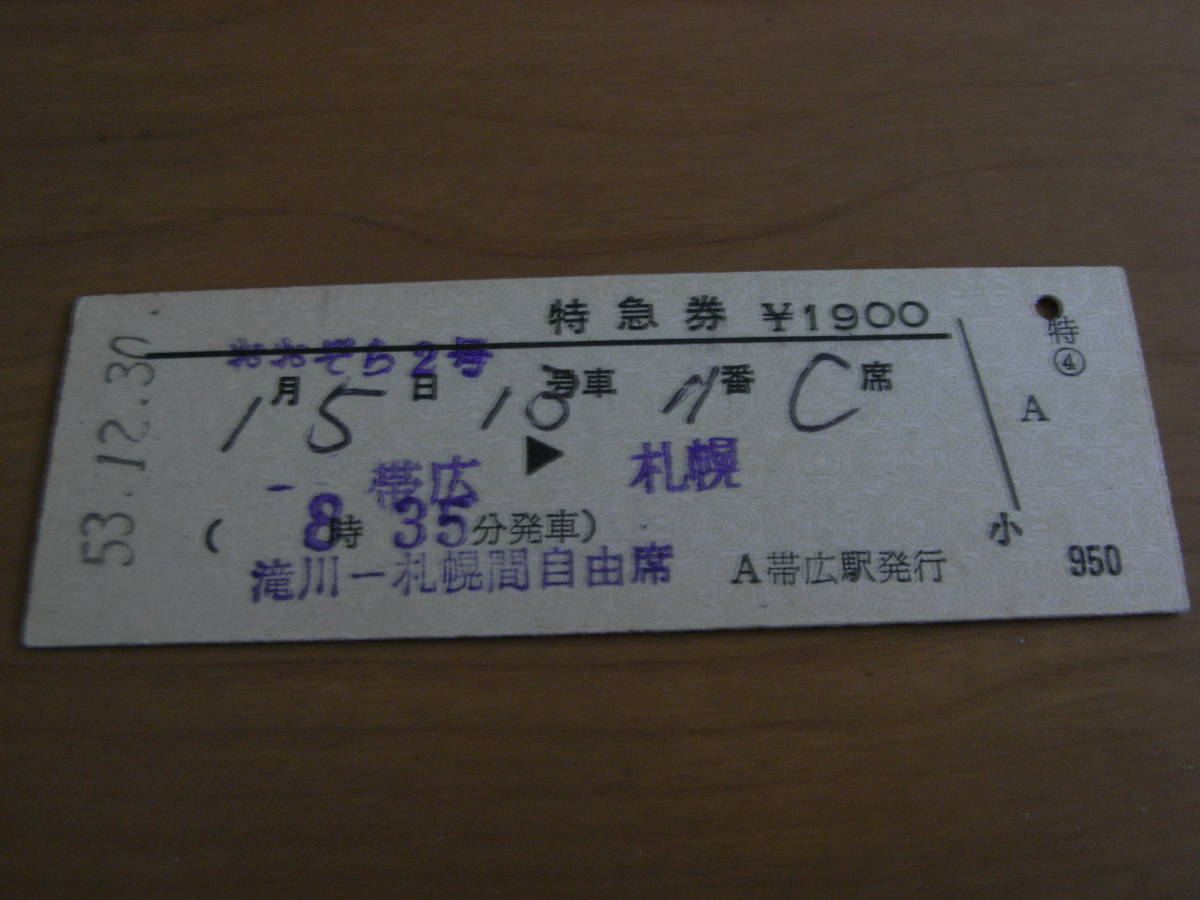 53.12.30
特急券 ¥1900
おおぞら2号
1月5日 10号車 11番 C席
帯広 ▶ 札幌
(8時35分発車)
滝川－札幌間自由席
A帯広駅発行
特
④
A
小
950